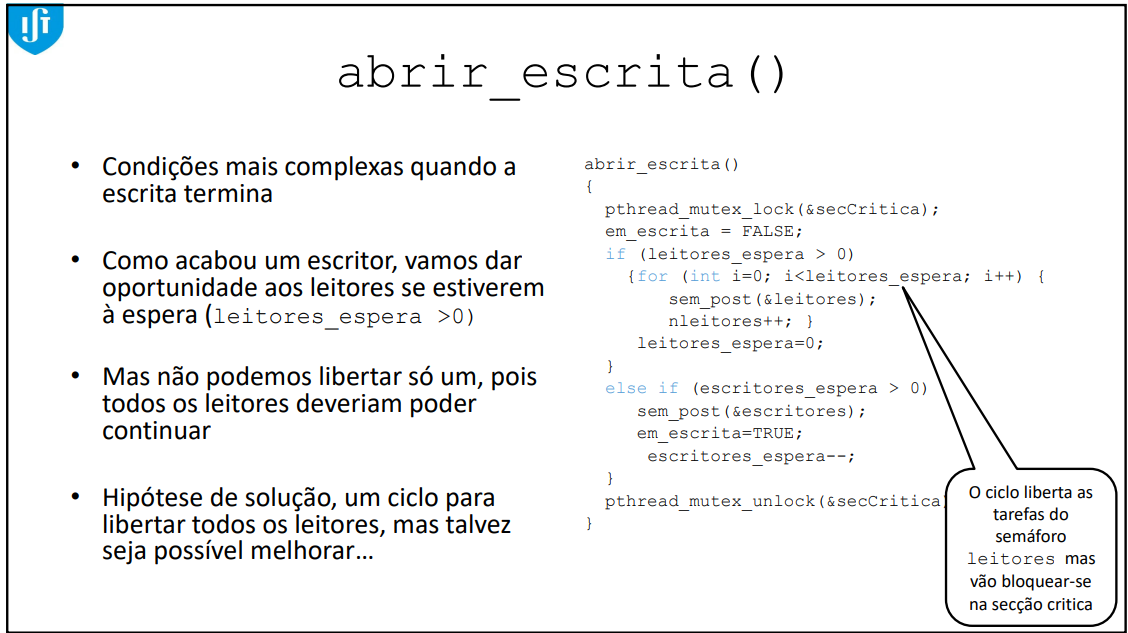 IST
abrir_escrita()
• Condições mais complexas quando a
escrita termina
• Como acabou um escritor, vamos dar
oportunidade aos leitores se estiverem
à espera (leitores_espera >0)
• Mas não podemos libertar só um, pois
todos os leitores deveriam poder
continuar
• Hipótese de solução, um ciclo para
libertar todos os leitores, mas talvez
seja possível melhorar…
abrir_escrita()
{
pthread_mutex_lock(&secCritica);
em_escrita = FALSE;
if (leitores_espera > 0)
{for (int i=0; i<leitores_espera; i++) {
sem_post(&leitores);
nleitores++; }
leitores_espera=0;
}
else if (escritores_espera > 0)
sem_post(&escritores);
em_escrita=TRUE;
escritores_espera--;
}
pthread_mutex_unlock(&secCritica)
}
O ciclo liberta as
tarefas do
semáforo
leitores mas
vão bloquear-se
na secção critica